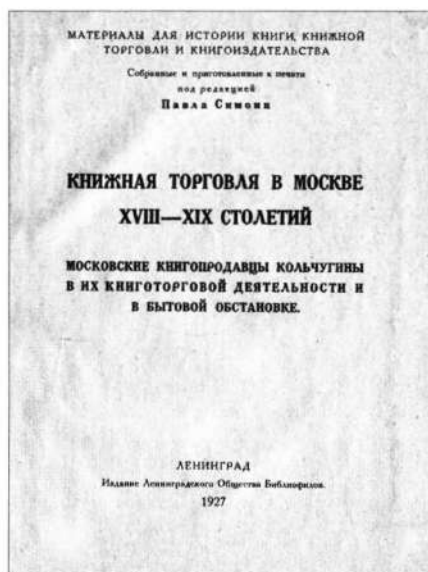 МАТЕРИАЛЫ ДЛЯ ИСТОРИИ КНИГИ, КНИЖНОЙ
ТОРГОВЛИ И КНИГОИЗДАТЕЛЬСТВА
Собранные и приготовленные к печати
под редакцией
Павла Симони
КНИЖНАЯ ТОРГОВЛЯ В МОСКВЕ
XVIII—XIX СТОЛЕТИЙ
МОСКОВСКИЕ КНИГОПРОДАВЦЫ КОЛЬЧУГИНЫ
В ИХ КНИГОТОРГОВОЙ ДЕЯТЕЛЬНОСТИ И
В БЫТОВОЙ ОБСТАНОВКЕ.
ЛЕНИНГРАД
Издание Ленинградского Общества Библиофилов.
1927